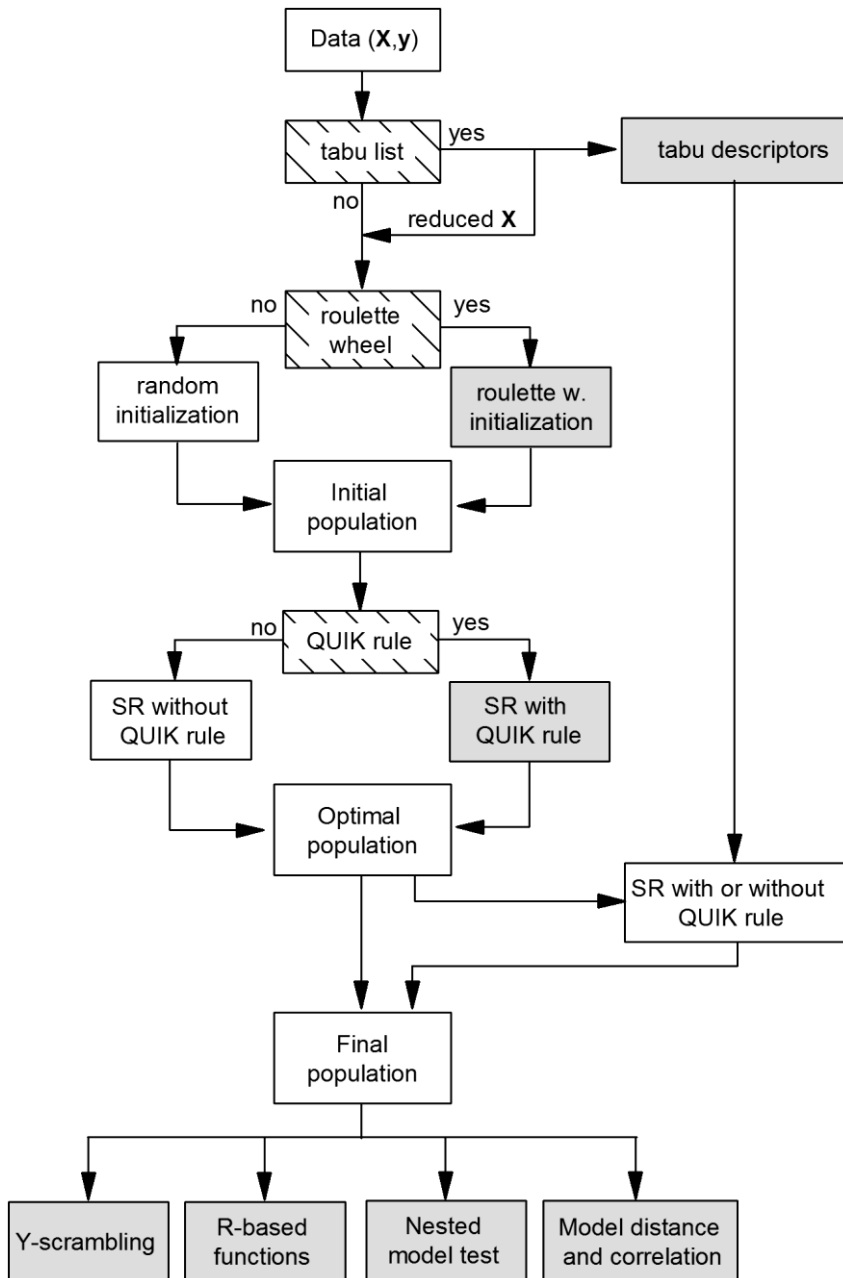 Data (X,y)
yes
tabu list
tabu descriptors
no
reduced X
no
yes
roulette
wheel
random
initialization
roulette w.
initialization
Initial
population
no
yes
QUIK rule
SR without
QUIK rule
SR with
QUIK rule
Optimal
population
SR with or without
QUIK rule
Final
population
Y-scrambling
R-based
functions
Nested
model test
Model distance
and correlation